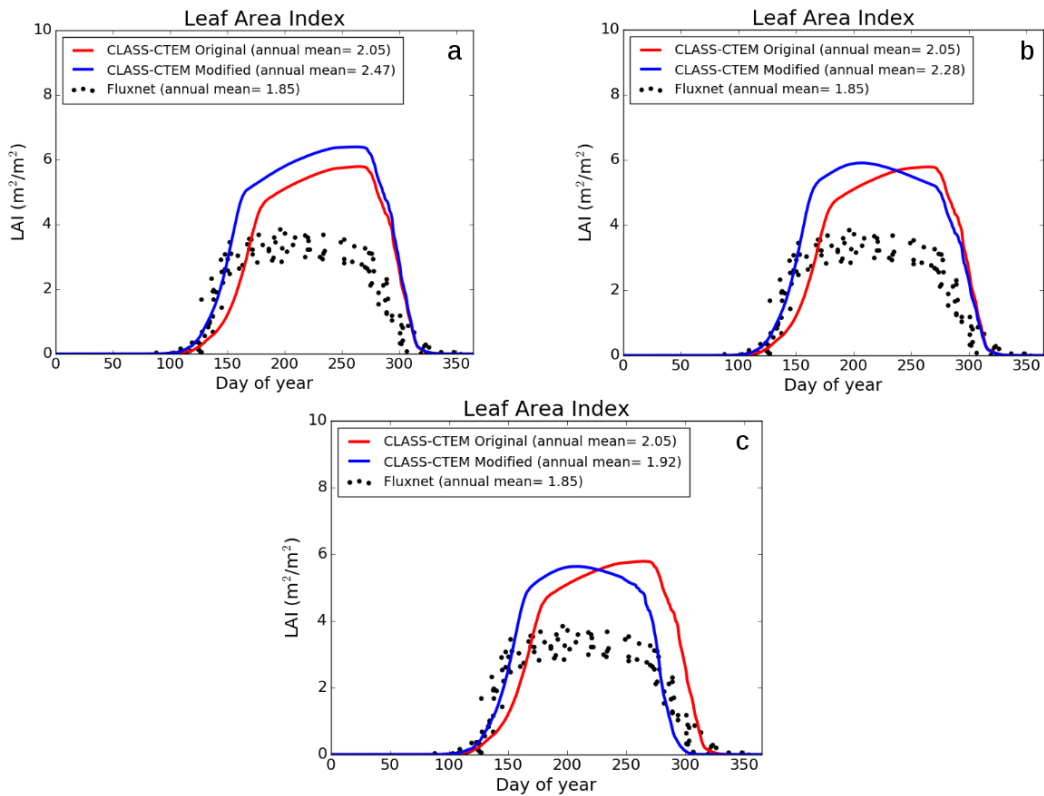 Leaf Area Index
a
CLASS-CTEM Original (annual mean= 2.05)
CLASS-CTEM Modified (annual mean= 2.47)
Fluxnet (annual mean= 1.85)
LAI (m²/m²)
10
8
6
4
2
0
0 50 100 150 200 250 300 350
Day of year
Leaf Area Index
b
CLASS-CTEM Original (annual mean= 2.05)
CLASS-CTEM Modified (annual mean= 2.28)
Fluxnet (annual mean= 1.85)
LAI (m²/m²)
10
8
6
4
2
0
0 50 100 150 200 250 300 350
Day of year
Leaf Area Index
c
CLASS-CTEM Original (annual mean= 2.05)
CLASS-CTEM Modified (annual mean= 1.92)
Fluxnet (annual mean= 1.85)
LAI (m²/m²)
10
8
6
4
2
0
0 50 100 150 200 250 300 350
Day of year